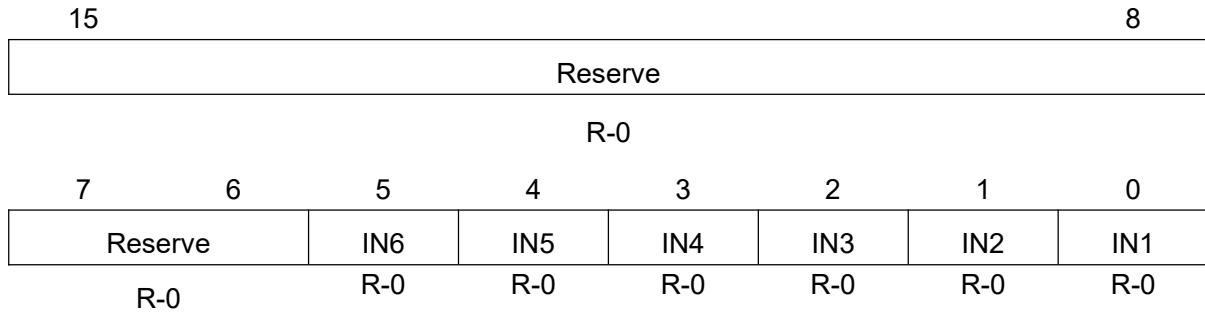 15 8
Reserve
R-0
7 6 5 4 3 2 1 0
Reserve IN6 IN5 IN4 IN3 IN2 IN1
R-0 R-0 R-0 R-0 R-0 R-0 R-0